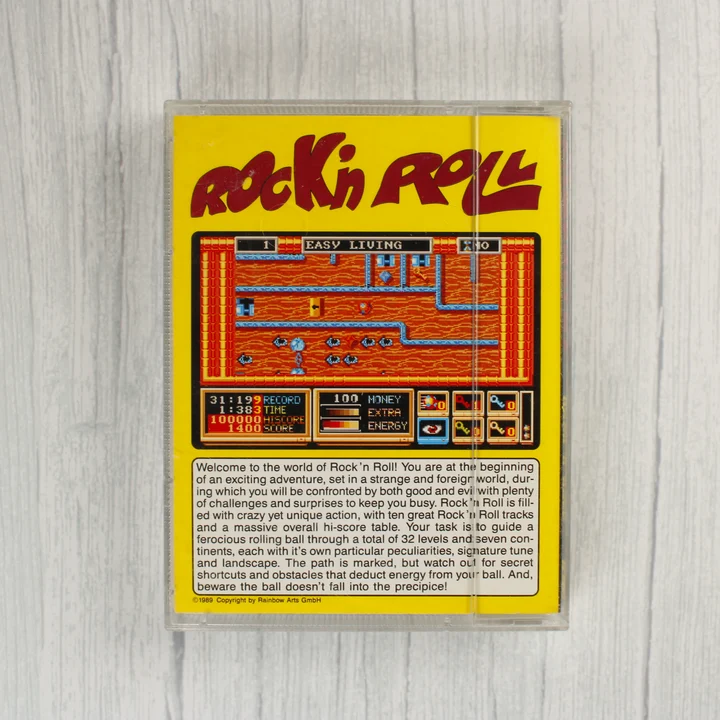 ROCK'n ROLL
1 EASY LIVING NO
31:199 RECORD 100 MONEY
1:383 TIME EXTRA
100000 HISCORE ENERGY
1400 SCORE
0 0 0
0 0
Welcome to the world of Rock'n Roll! You are at the beginning
of an exciting adventure, set in a strange and foreign world, dur-
ing which you will be confronted by both good and evil with plenty
of challenges and surprises to keep you busy. Rock'n Roll is fill-
ed with crazy yet unique action, with ten great Rock'n Roll tracks
and a massive overall hi-score table. Your task is to guide a
ferocious rolling ball through a total of 32 levels and seven con-
tinents, each with it's own particular peculiarities, signature tune
and landscape. The path is marked, but watch out for secret
shortcuts and obstacles that deduct energy from your ball. And,
beware the ball doesn't fall into the precipice!
©1989 Copyright by Rainbow Arts GmbH